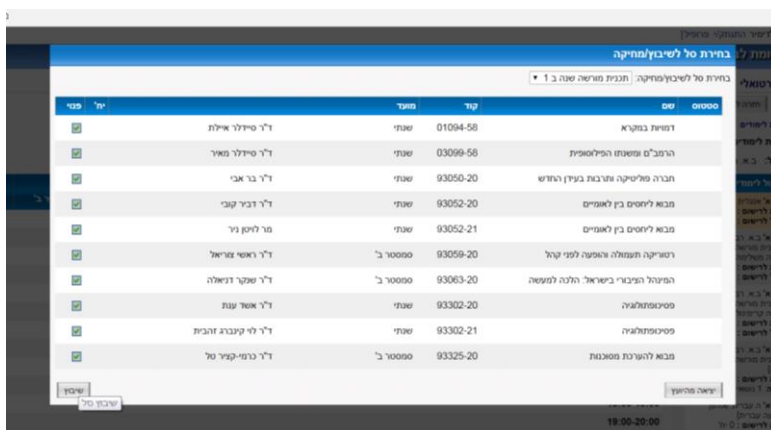 בחירת סל לשיבוץ/מחיקה
בחירת סל לשיבוץ/מחיקה: תכנית מורשה שנה ב 1
סטטוס שם קוד מועד יח' פנוי
דמויות במקרא 01094-58 שנתי ד"ר סיידלר איילת
הרמב"ם ומשנתו הפילוסופית 03099-58 שנתי ד"ר סיידלר מאיר
חברה פוליטיקה ותרבות בעידן החדש 93050-20 שנתי ד"ר בר אבי
מבוא ליחסים בין לאומיים 93052-20 שנתי ד"ר דביר קובי
מבוא ליחסים בין לאומיים 93052-21 שנתי מר לויטן ניר
רטוריקה תעמולה והופעה לפני קהל 93059-20 סמסטר ב' ד"ר ראשי צוריאל
המינהל הציבורי בישראל: הלכה למעשה 93063-20 סמסטר ב' ד"ר שנקר דניאלה
פסיכופתולוגיה 93302-20 שנתי ד"ר אשד ענת
פסיכופתולוגיה 93302-21 שנתי ד"ר לוי קינברג זהבית
מבוא להערכת מסוכנות 93325-20 סמסטר ב' ד"ר כרמי-קציר טל
יציאה מהיועץ שיבוץ
שיבוץ סל
19:00-20:00